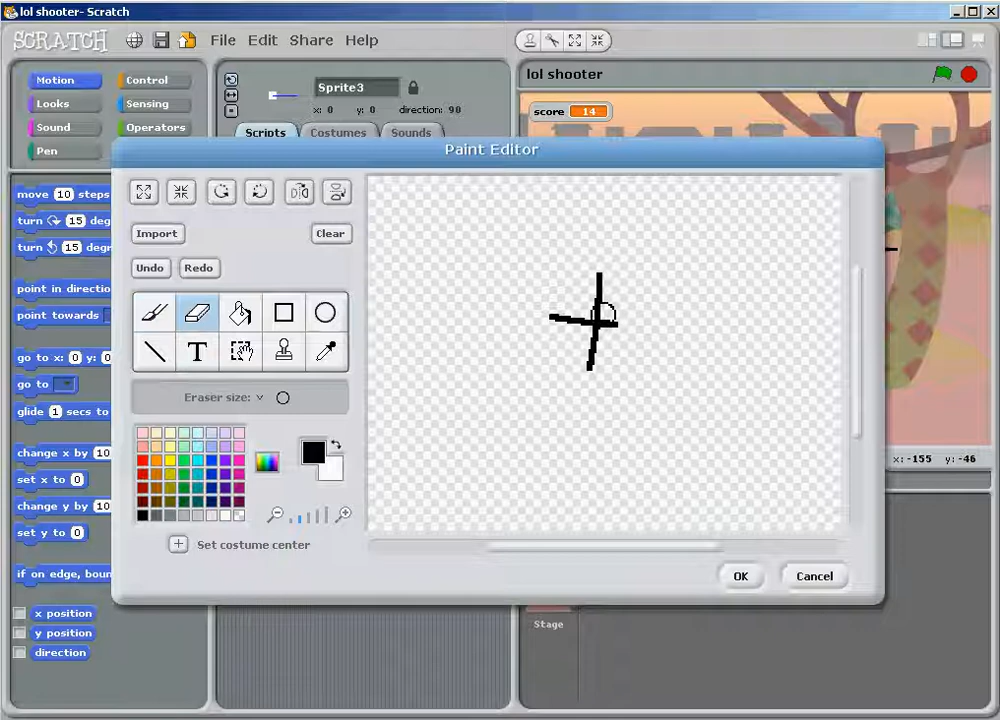 lol shooter- Scratch
SCRATCH File Edit Share Help
Motion Control
Looks Sensing
Sound Operators
Pen
Sprite3
x: 0 y: 0 direction: 90
Scripts Costumes Sounds
lol shooter
score 14
Paint Editor
Import Clear
Undo Redo
T
Eraser size:
Set costume center
OK Cancel
move 10 steps
turn 15 deg
turn 15 degr
point in directio
point towards
go to x: 0 y: 0
go to
glide 1 secs to
change x by 10
set x to 0
change y by 10
set y to 0
if on edge, boun
x position
y position
direction
x: -155 y: -46
Stage